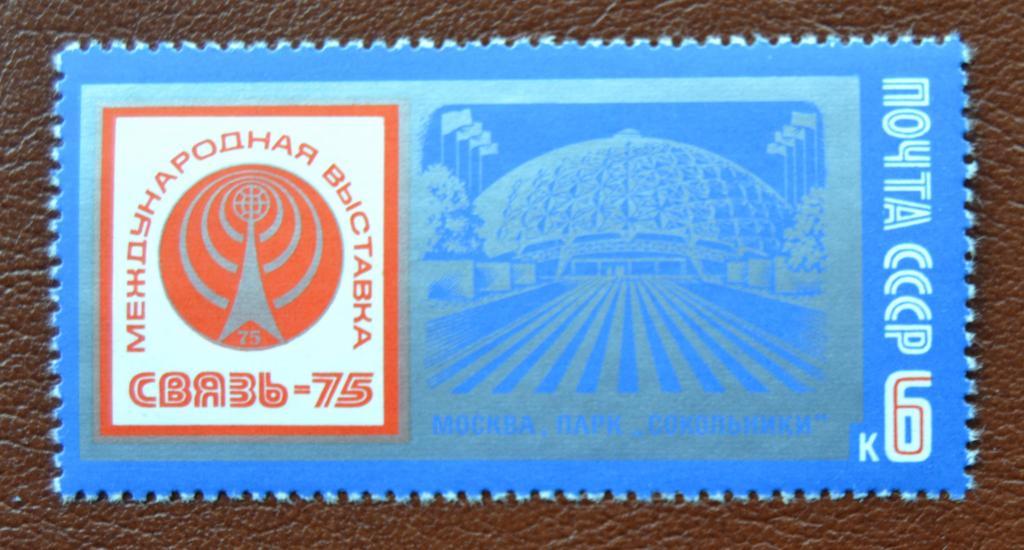 МЕЖДУНАРОДНАЯ ВЫСТАВКА
75
СВЯЗЬ-75
МОСКВА, ПАРК „СОКОЛЬНИКИ"
ПОЧТА СССР
6 к